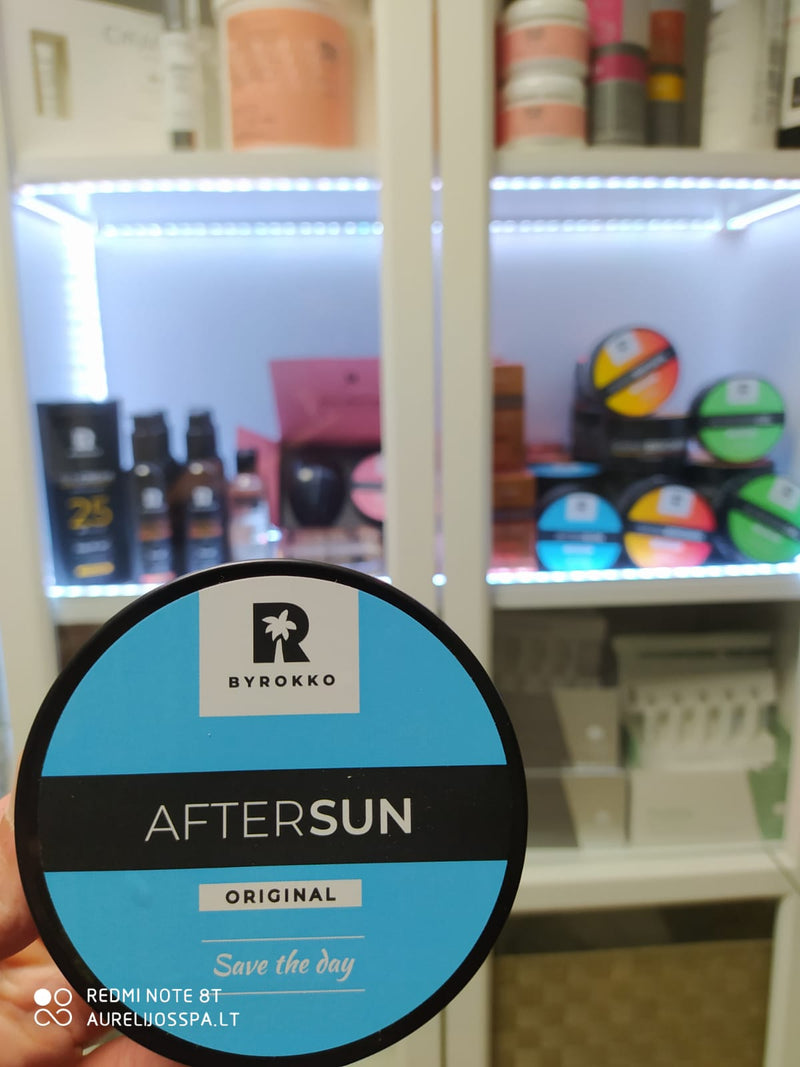 25
R
BYROKKO
AFTERSUN
ORIGINAL
Save the day
REDMI NOTE 8T
AURELIJOSSPA.LT